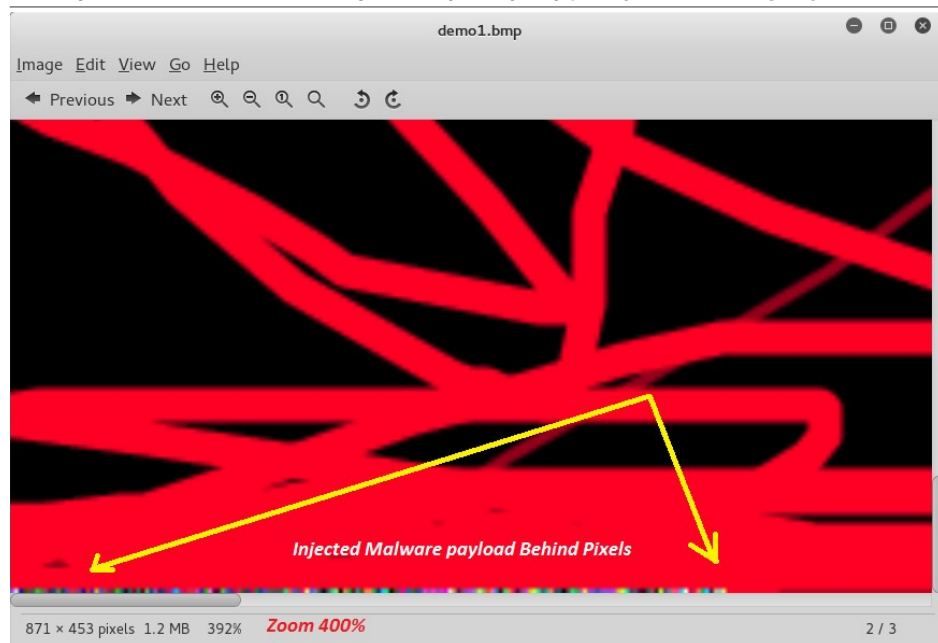 demo1.bmp
Image Edit View Go Help
Previous Next
Injected Malware payload Behind Pixels
871 × 453 pixels 1.2 MB 392% Zoom 400% 2 / 3